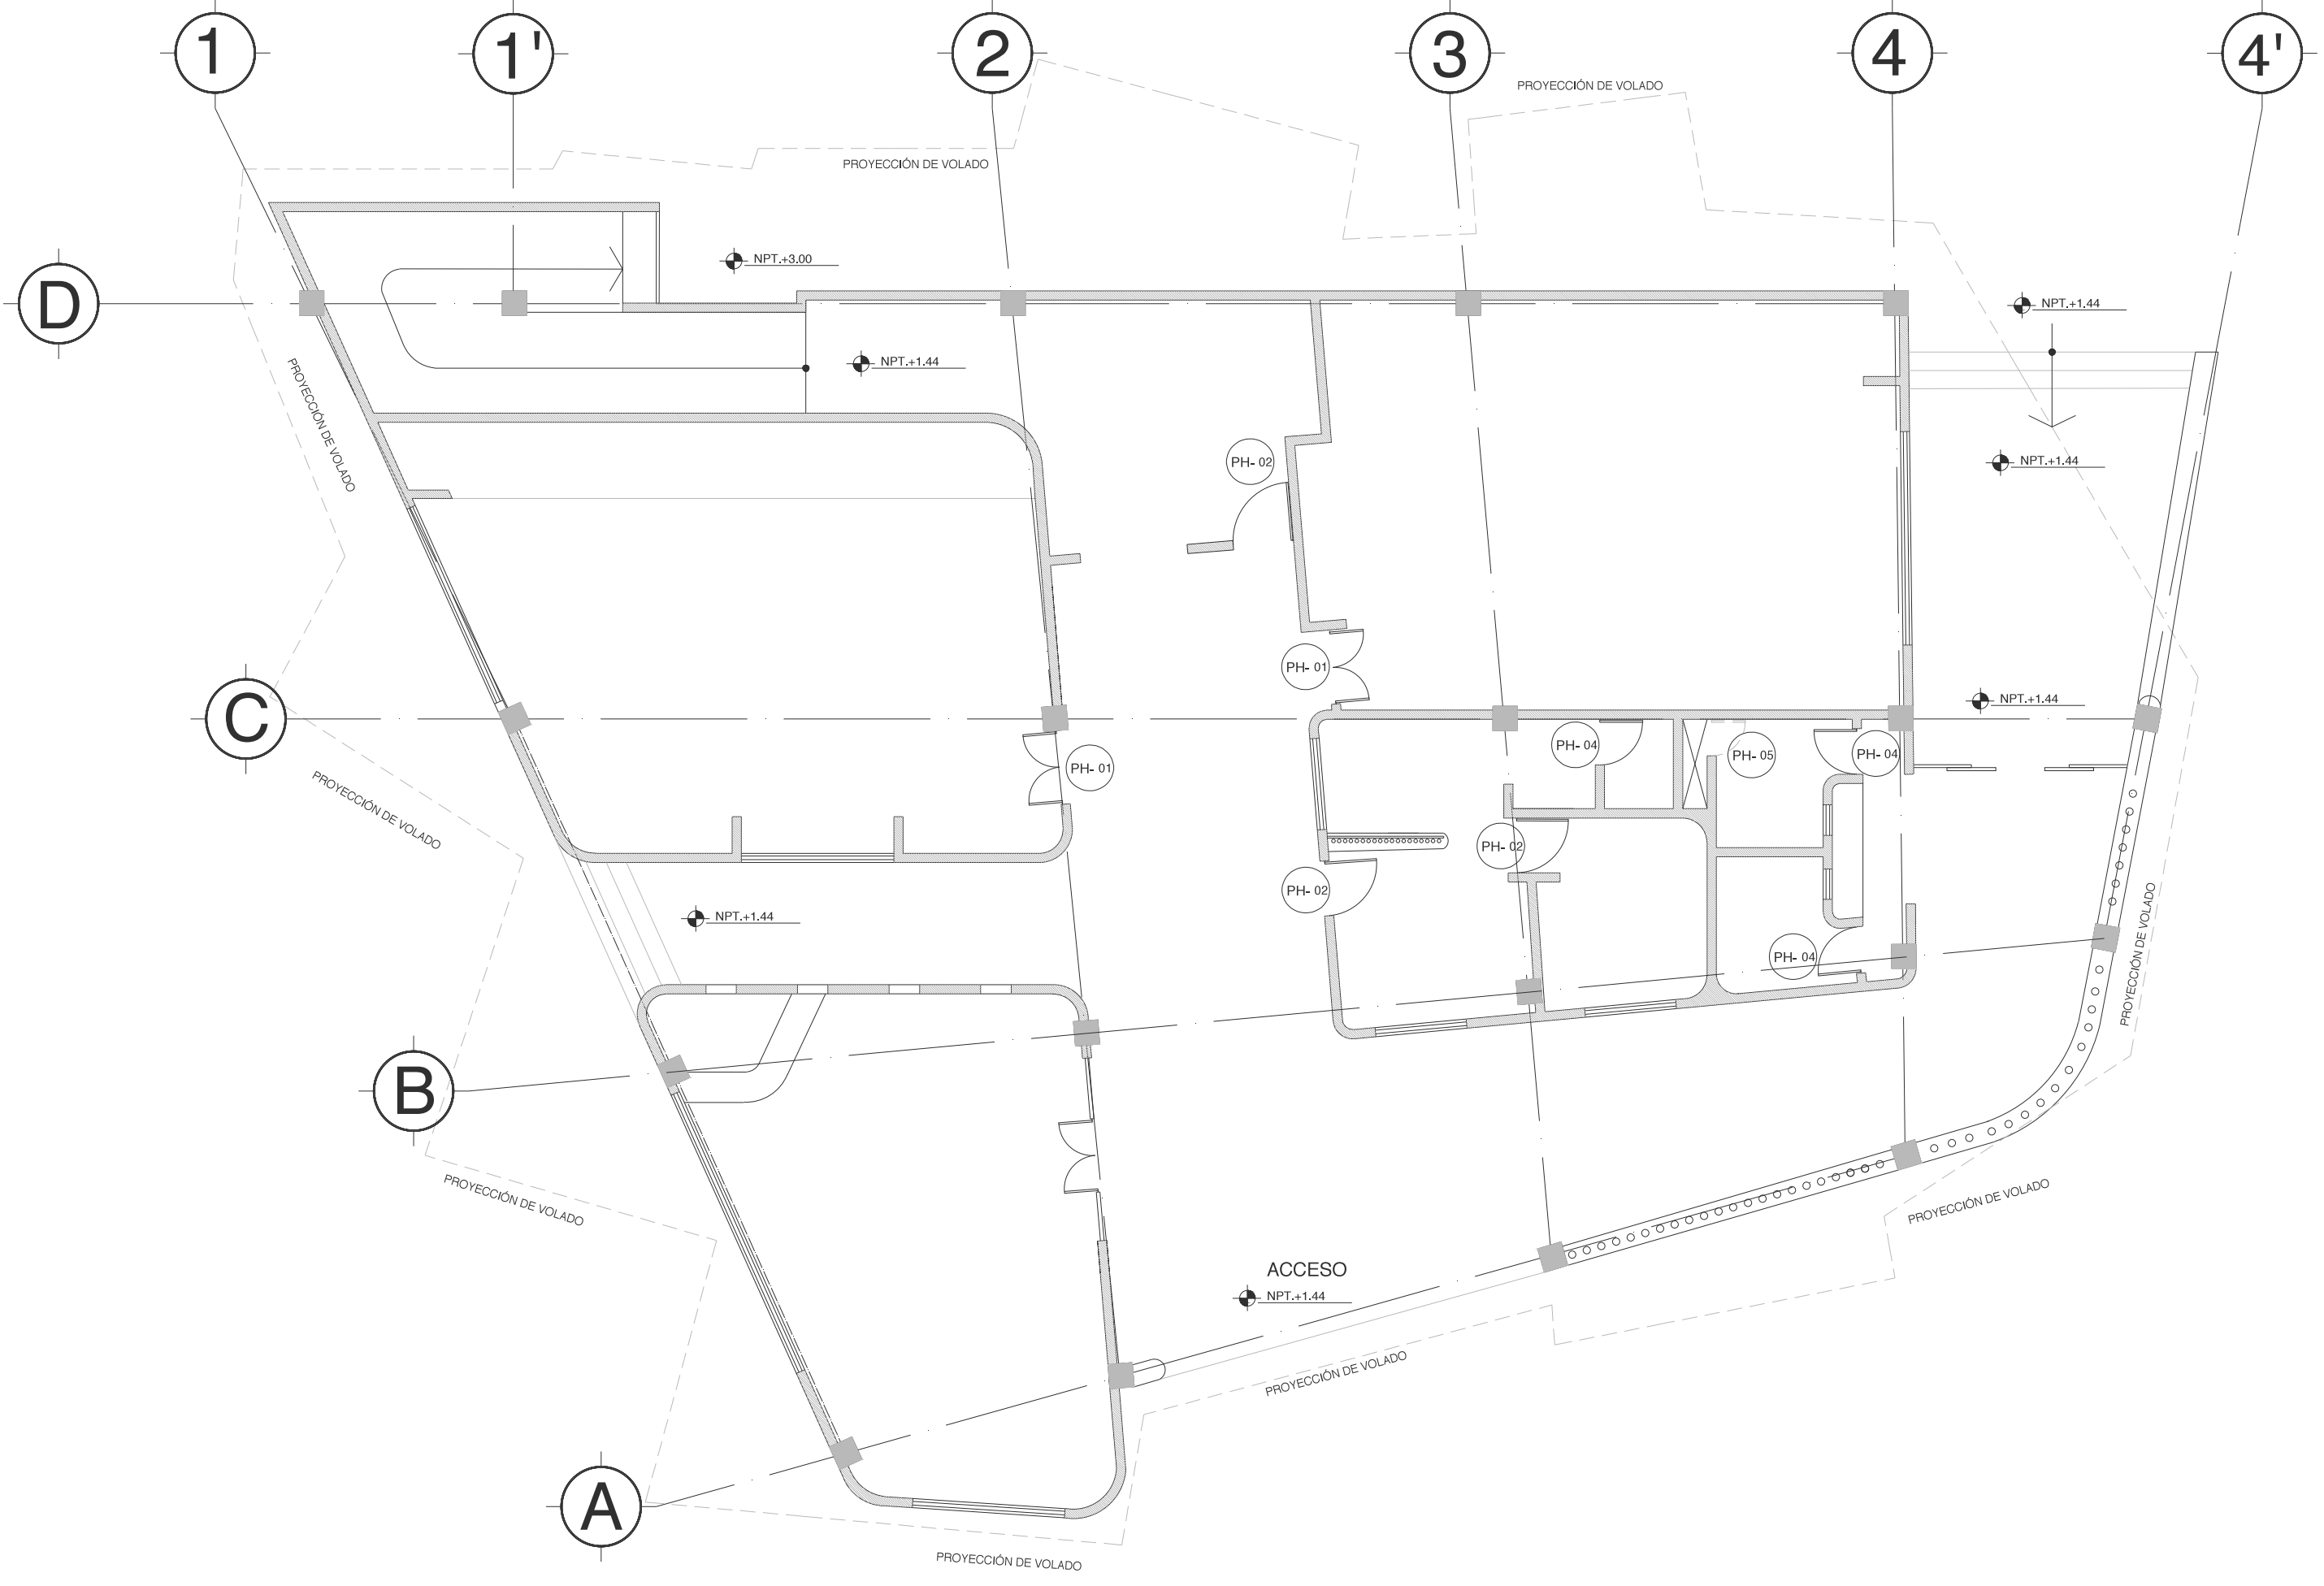 1
1'
2
3
4
4'
PROYECCIÓN DE VOLADO
PROYECCIÓN DE VOLADO
NPT.+3.00
D
NPT.+1.44
NPT.+1.44
PROYECCIÓN DE VOLADO
PH- 02
NPT.+1.44
PH- 01
NPT.+1.44
C
PH- 04
PH- 05
PH- 04
PH- 01
PROYECCIÓN DE VOLADO
PH- 02
PH- 02
NPT.+1.44
PROYECCIÓN DE VOLADO
PH- 04
B
PROYECCIÓN DE VOLADO
PROYECCIÓN DE VOLADO
ACCESO
NPT.+1.44
PROYECCIÓN DE VOLADO
A
PROYECCIÓN DE VOLADO